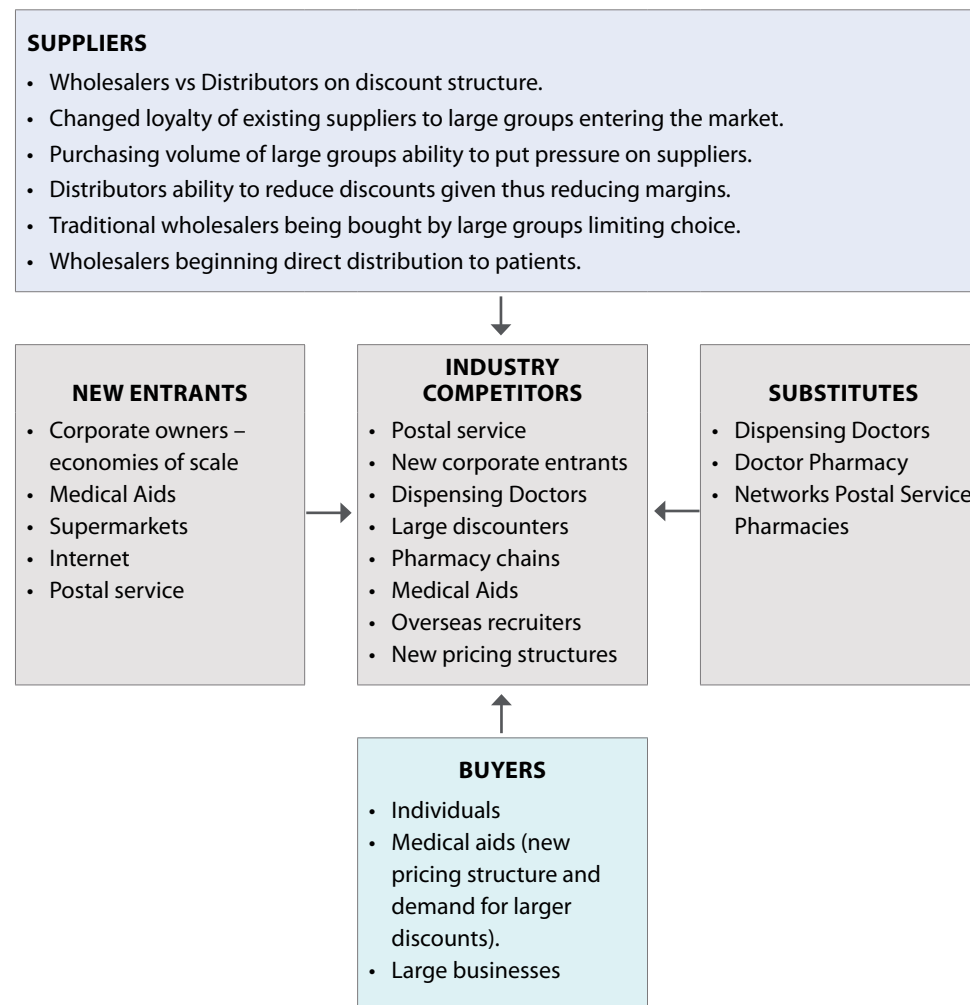 SUPPLIERS
• Wholesalers vs Distributors on discount structure.
• Changed loyalty of existing suppliers to large groups entering the market.
• Purchasing volume of large groups ability to put pressure on suppliers.
• Distributors ability to reduce discounts given thus reducing margins.
• Traditional wholesalers being bought by large groups limiting choice.
• Wholesalers beginning direct distribution to patients.
NEW ENTRANTS
• Corporate owners –
economies of scale
• Medical Aids
• Supermarkets
• Internet
• Postal service
INDUSTRY
COMPETITORS
• Postal service
• New corporate entrants
• Dispensing Doctors
• Large discounters
• Pharmacy chains
• Medical Aids
• Overseas recruiters
• New pricing structures
SUBSTITUTES
• Dispensing Doctors
• Doctor Pharmacy
• Networks Postal Service
Pharmacies
BUYERS
• Individuals
• Medical aids (new
pricing structure and
demand for larger
discounts).
• Large businesses